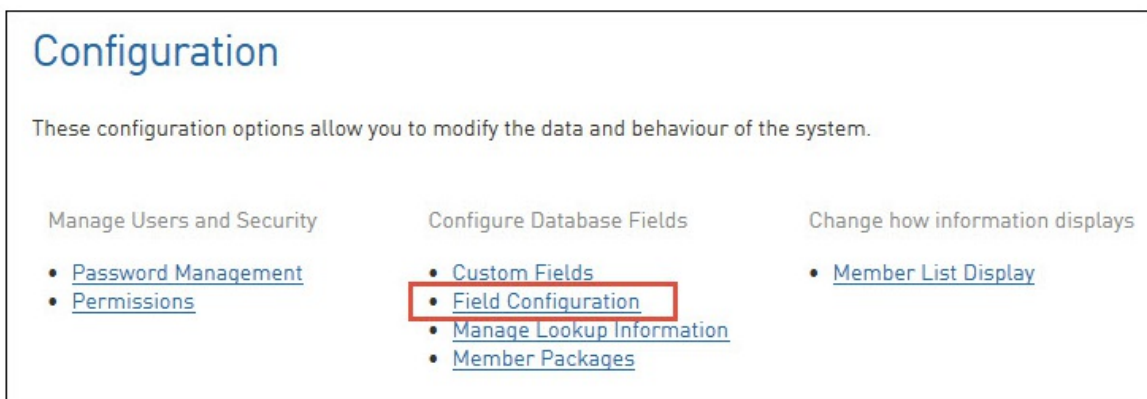 Configuration
These configuration options allow you to modify the data and behaviour of the system.
Manage Users and Security
• Password Management
• Permissions
Configure Database Fields
• Custom Fields
• Field Configuration
• Manage Lookup Information
• Member Packages
Change how information displays
• Member List Display